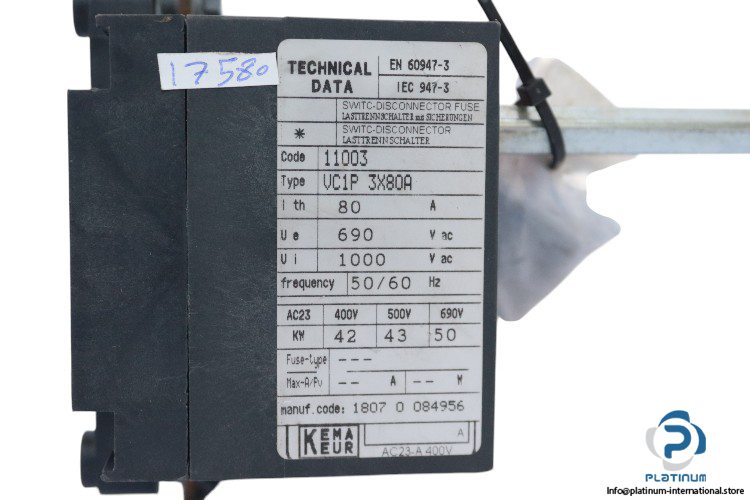 17580
TECHNICAL DATA
EN 60947-3
IEC 947-3
SWITC-DISCONNECTOR FUSE
LASTTRENNSCHALTER mit SICHERUNGEN
* SWITC-DISCONNECTOR
LASTTRENNSCHALTER
Code 11003
Type VC1P 3X80A
I th 80 A
U e 690 V ac
U i 1000 V ac
frequency 50/60 Hz
AC23 400V 500V 690V
KW 42 43 50
Fuse-type ---
Max-A/Pv -- A -- W
manuf.code: 1807 0 084956
KEMA KEUR
A
AC23-A 400V
PLATINUM
INTERNATIONAL
Info@platinum-international.store